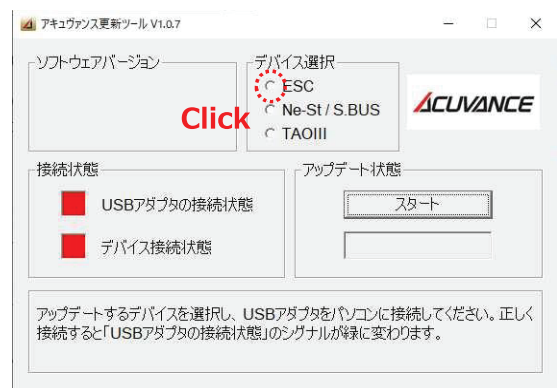 アキュヴァンス更新ツール V1.0.7
ソフトウェアバージョン
デバイス選択
ESC
Ne-St / S.BUS
TAOIII
Click
ACUVANCE
接続状態
USBアダプタの接続状態
デバイス接続状態
アップデート状態
スタート
アップデートするデバイスを選択し、USBアダプタをパソコンに接続してください。正しく
接続すると「USBアダプタの接続状態」のシグナルが緑に変わります。